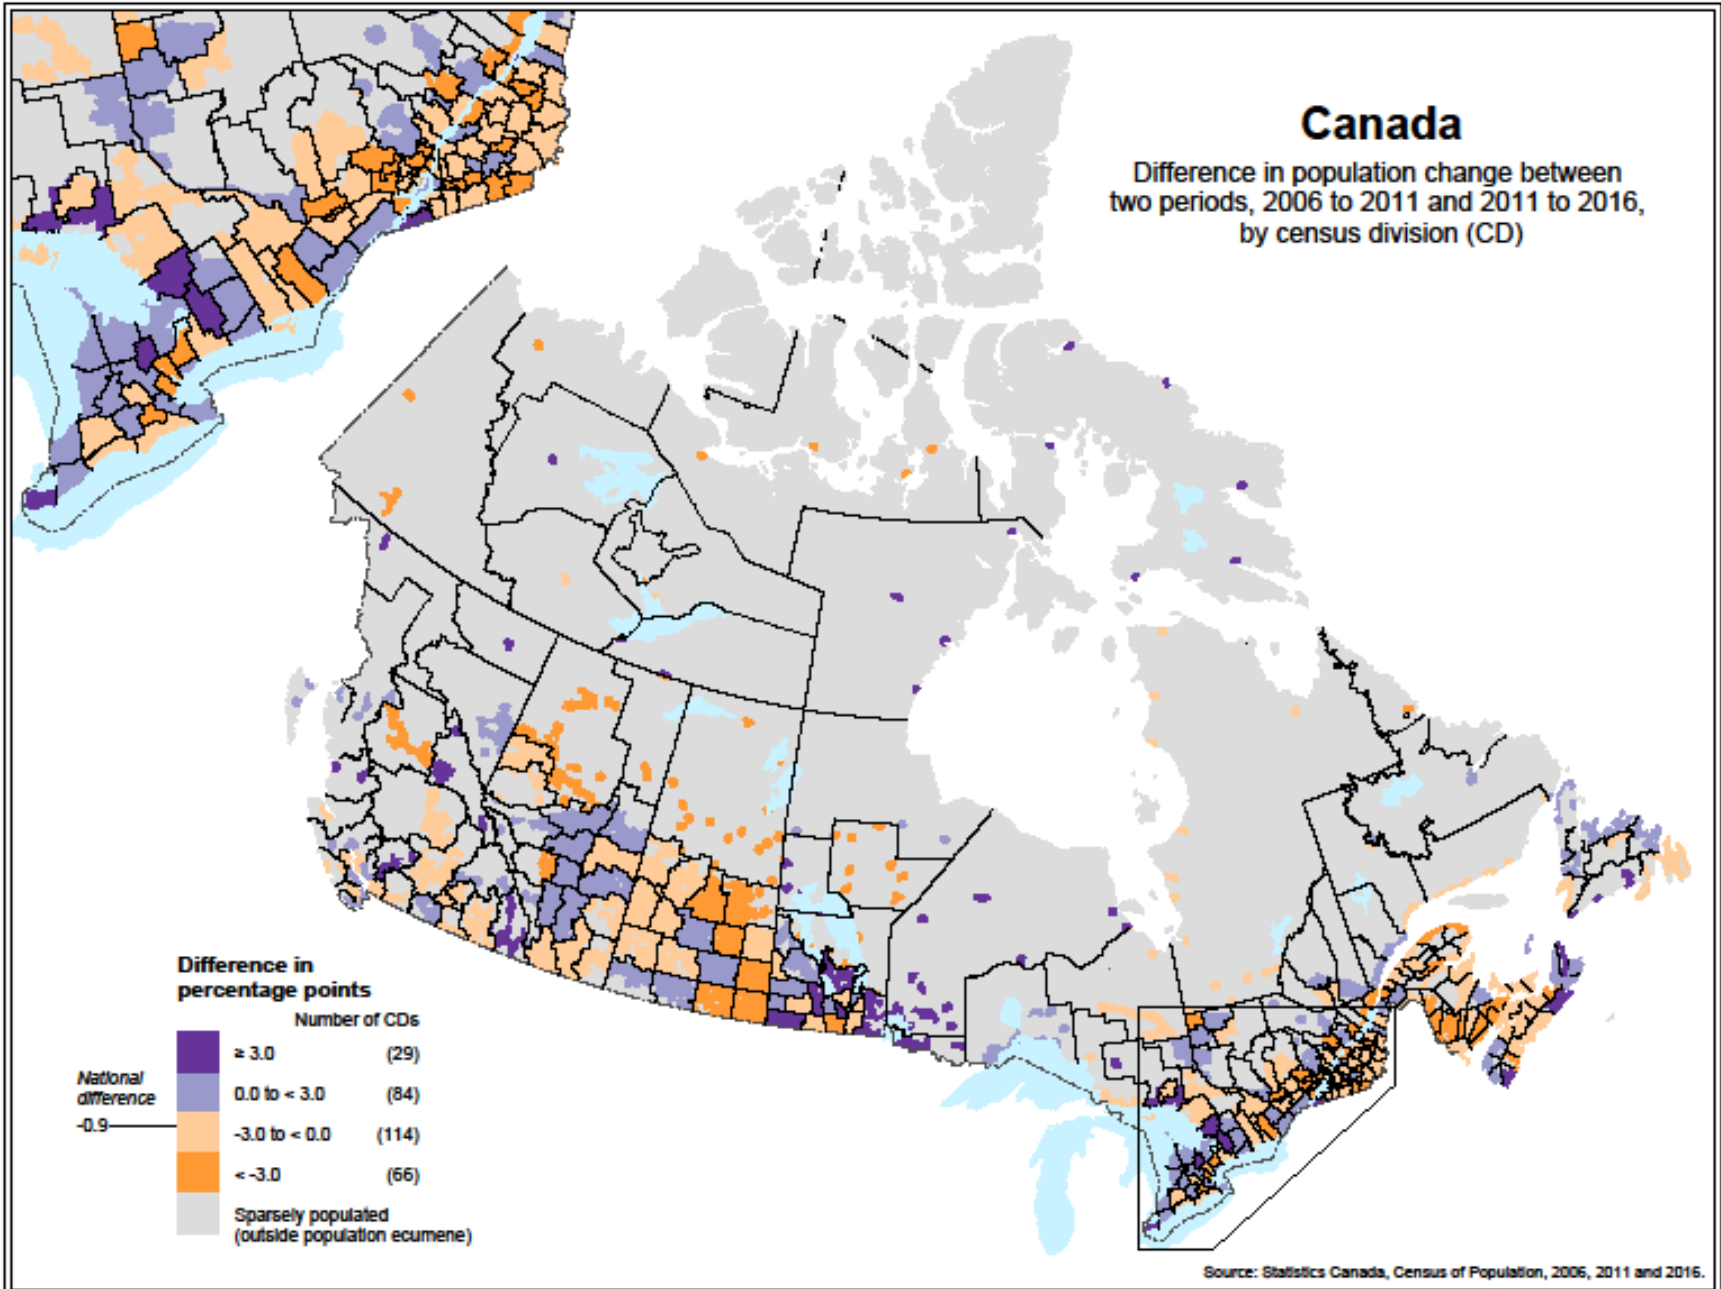 Canada
Difference in population change between
two periods, 2006 to 2011 and 2011 to 2016,
by census division (CD)
Difference in
percentage points
Number of CDs
≥ 3.0 (29)
0.0 to < 3.0 (84)
National
difference
-0.9
-3.0 to < 0.0 (114)
< -3.0 (66)
Sparsely populated
(outside population ecumene)
Source: Statistics Canada, Census of Population, 2006, 2011 and 2016.